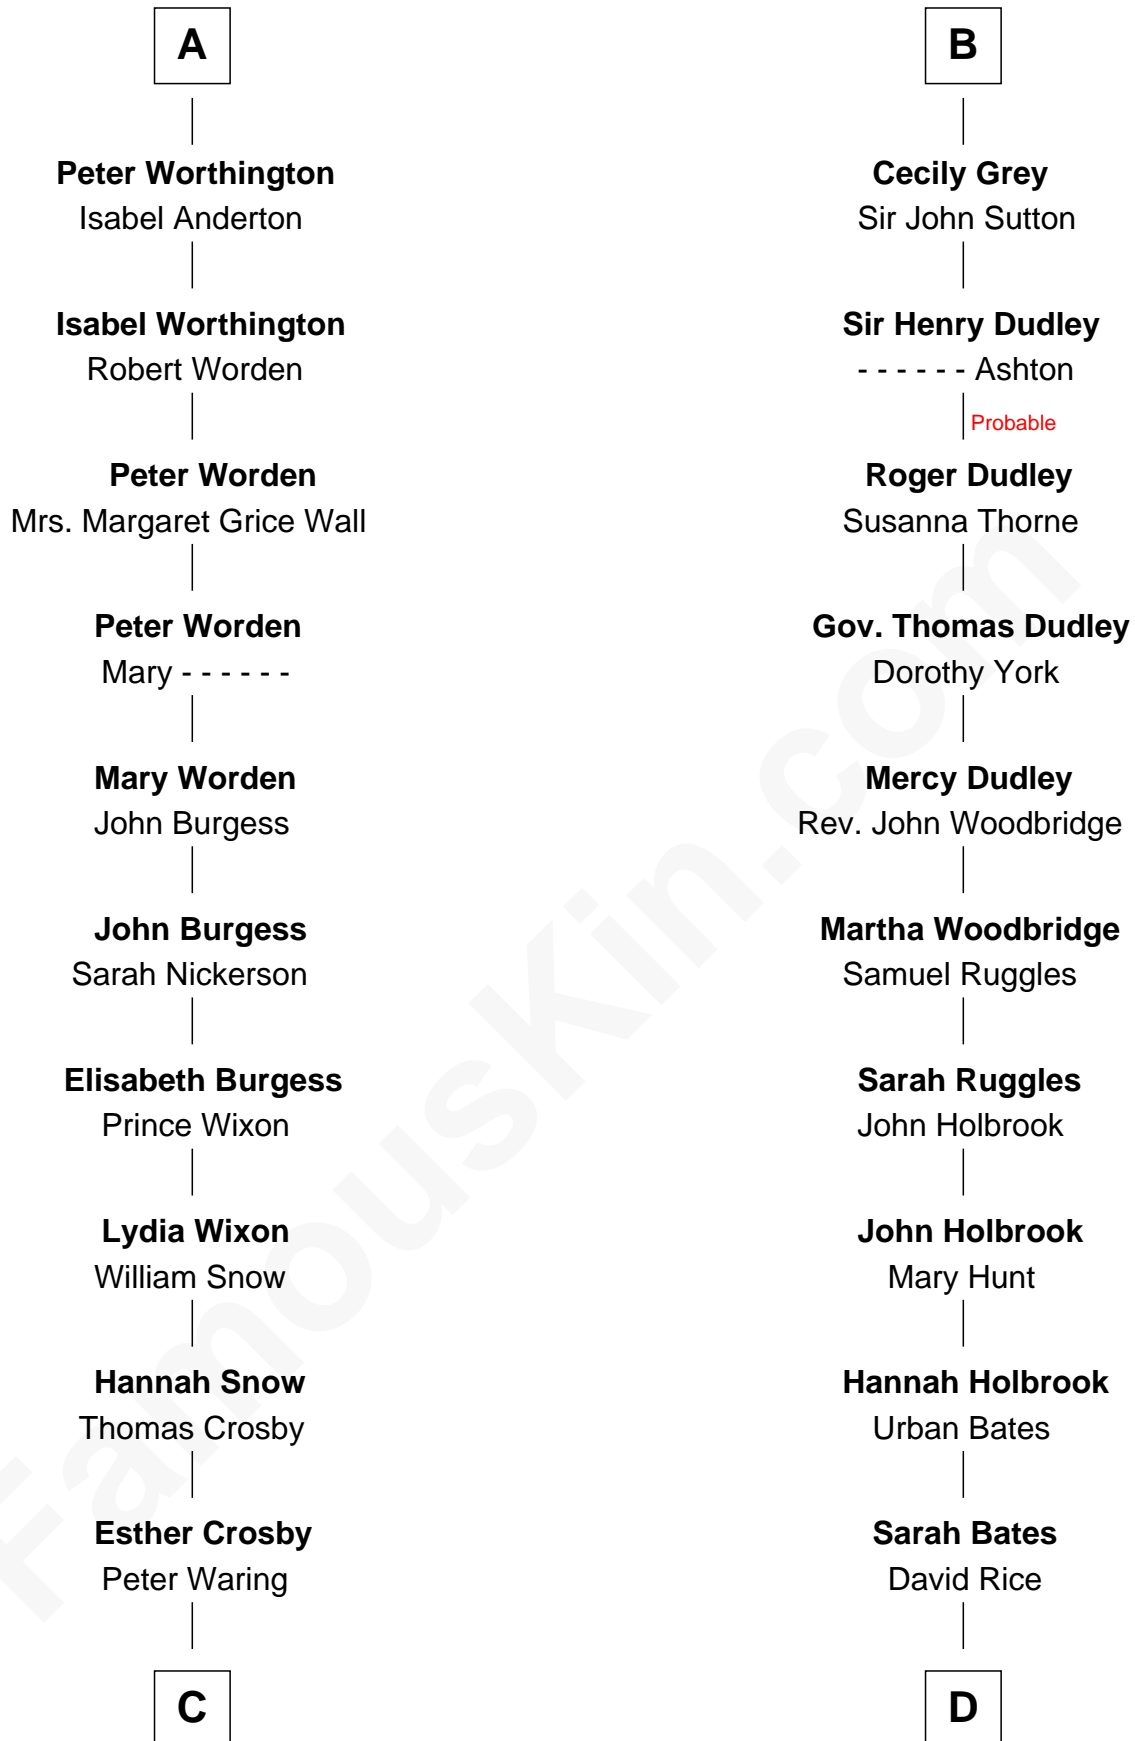 A
Peter Worthington
Isabel Anderton
Isabel Worthington
Robert Worden
Peter Worden
Mrs. Margaret Grice Wall
Peter Worden
Mary - - - - - -
Mary Worden
John Burgess
John Burgess
Sarah Nickerson
Elisabeth Burgess
Prince Wixon
Lydia Wixon
William Snow
Hannah Snow
Thomas Crosby
Esther Crosby
Peter Waring
C
B
Cecily Grey
Sir John Sutton
Sir Henry Dudley
- - - - - - Ashton
Probable
Roger Dudley
Susanna Thorne
Gov. Thomas Dudley
Dorothy York
Mercy Dudley
Rev. John Woodbridge
Martha Woodbridge
Samuel Ruggles
Sarah Ruggles
John Holbrook
John Holbrook
Mary Hunt
Hannah Holbrook
Urban Bates
Sarah Bates
David Rice
D
FamousKin.com